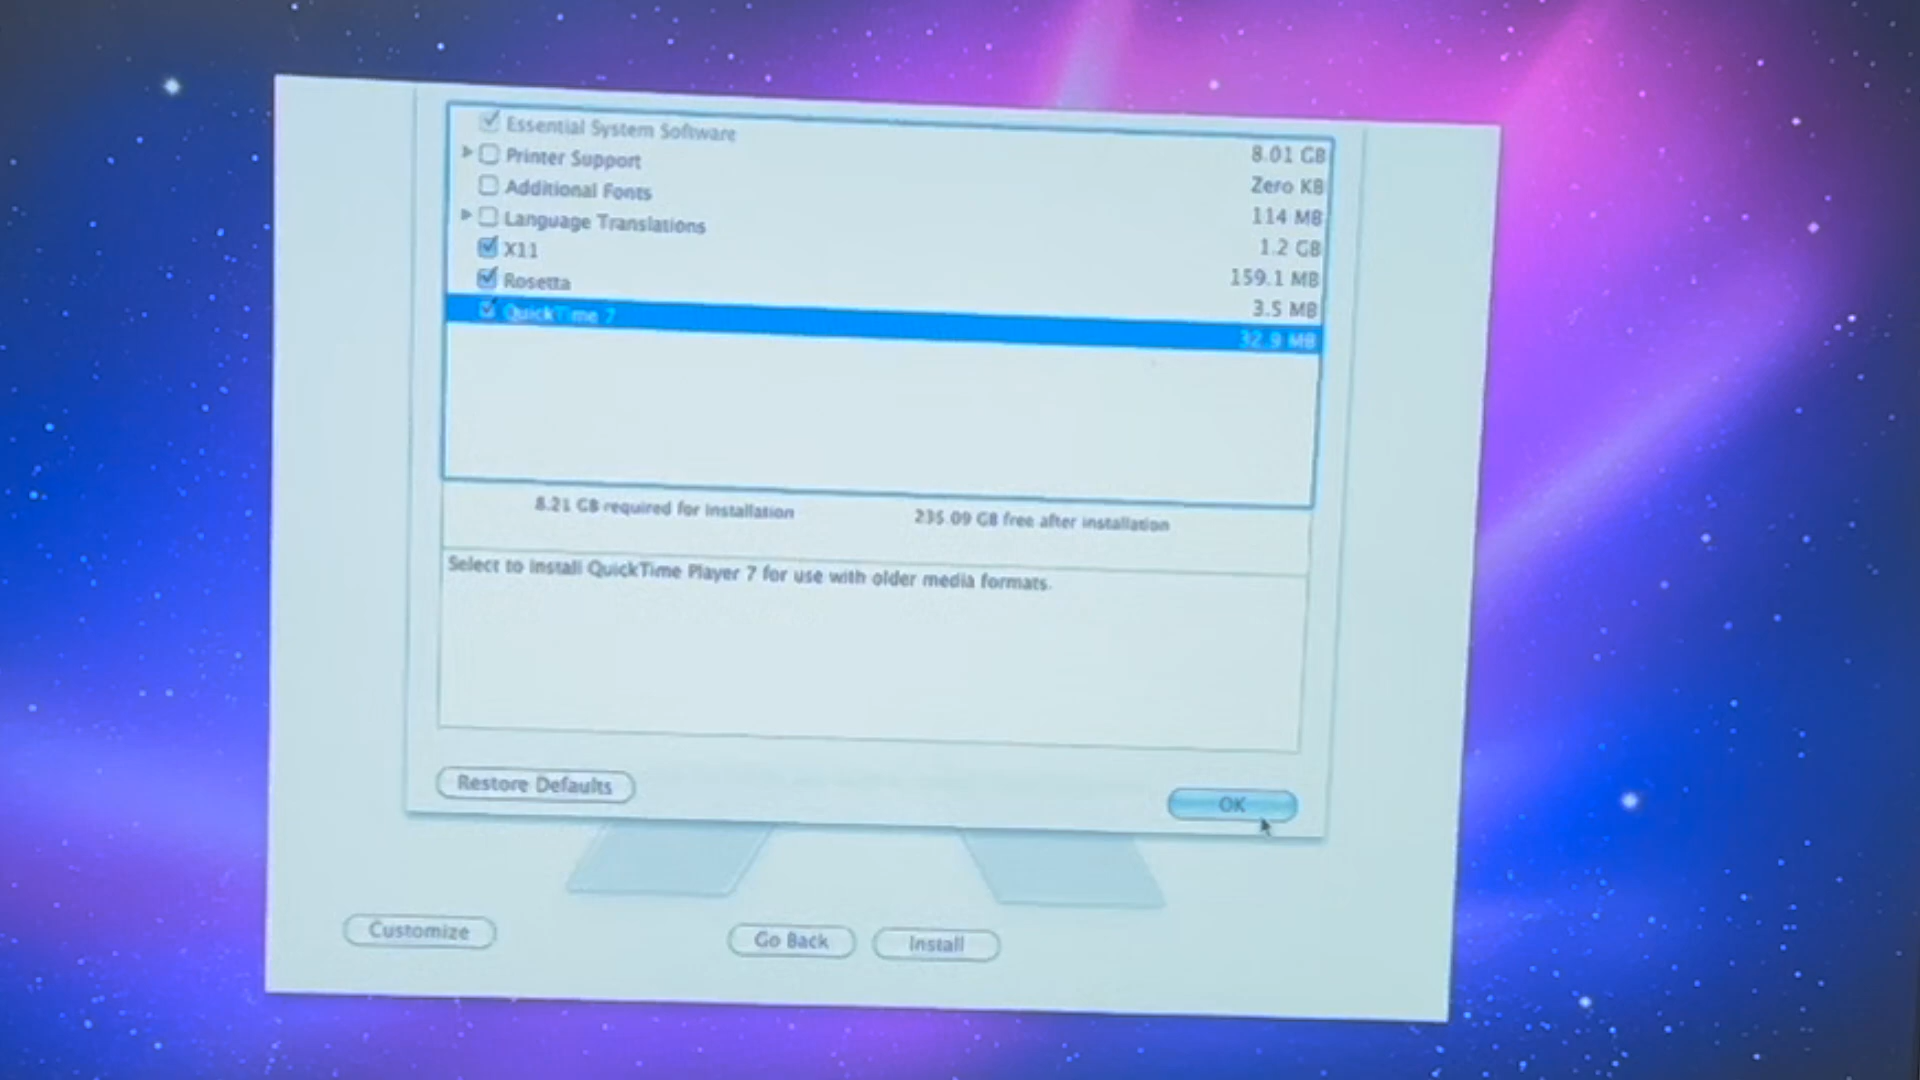 Essential System Software 8.01 GB
Printer Support Zero KB
Additional Fonts 114 MB
Language Translations 1.2 GB
X11 159.1 MB
Rosetta 3.5 MB
QuickTime 7 32.9 MB
8.21 GB required for installation 235.09 GB free after installation
Select to install QuickTime Player 7 for use with older media formats.
Restore Defaults OK
Customize Go Back Install